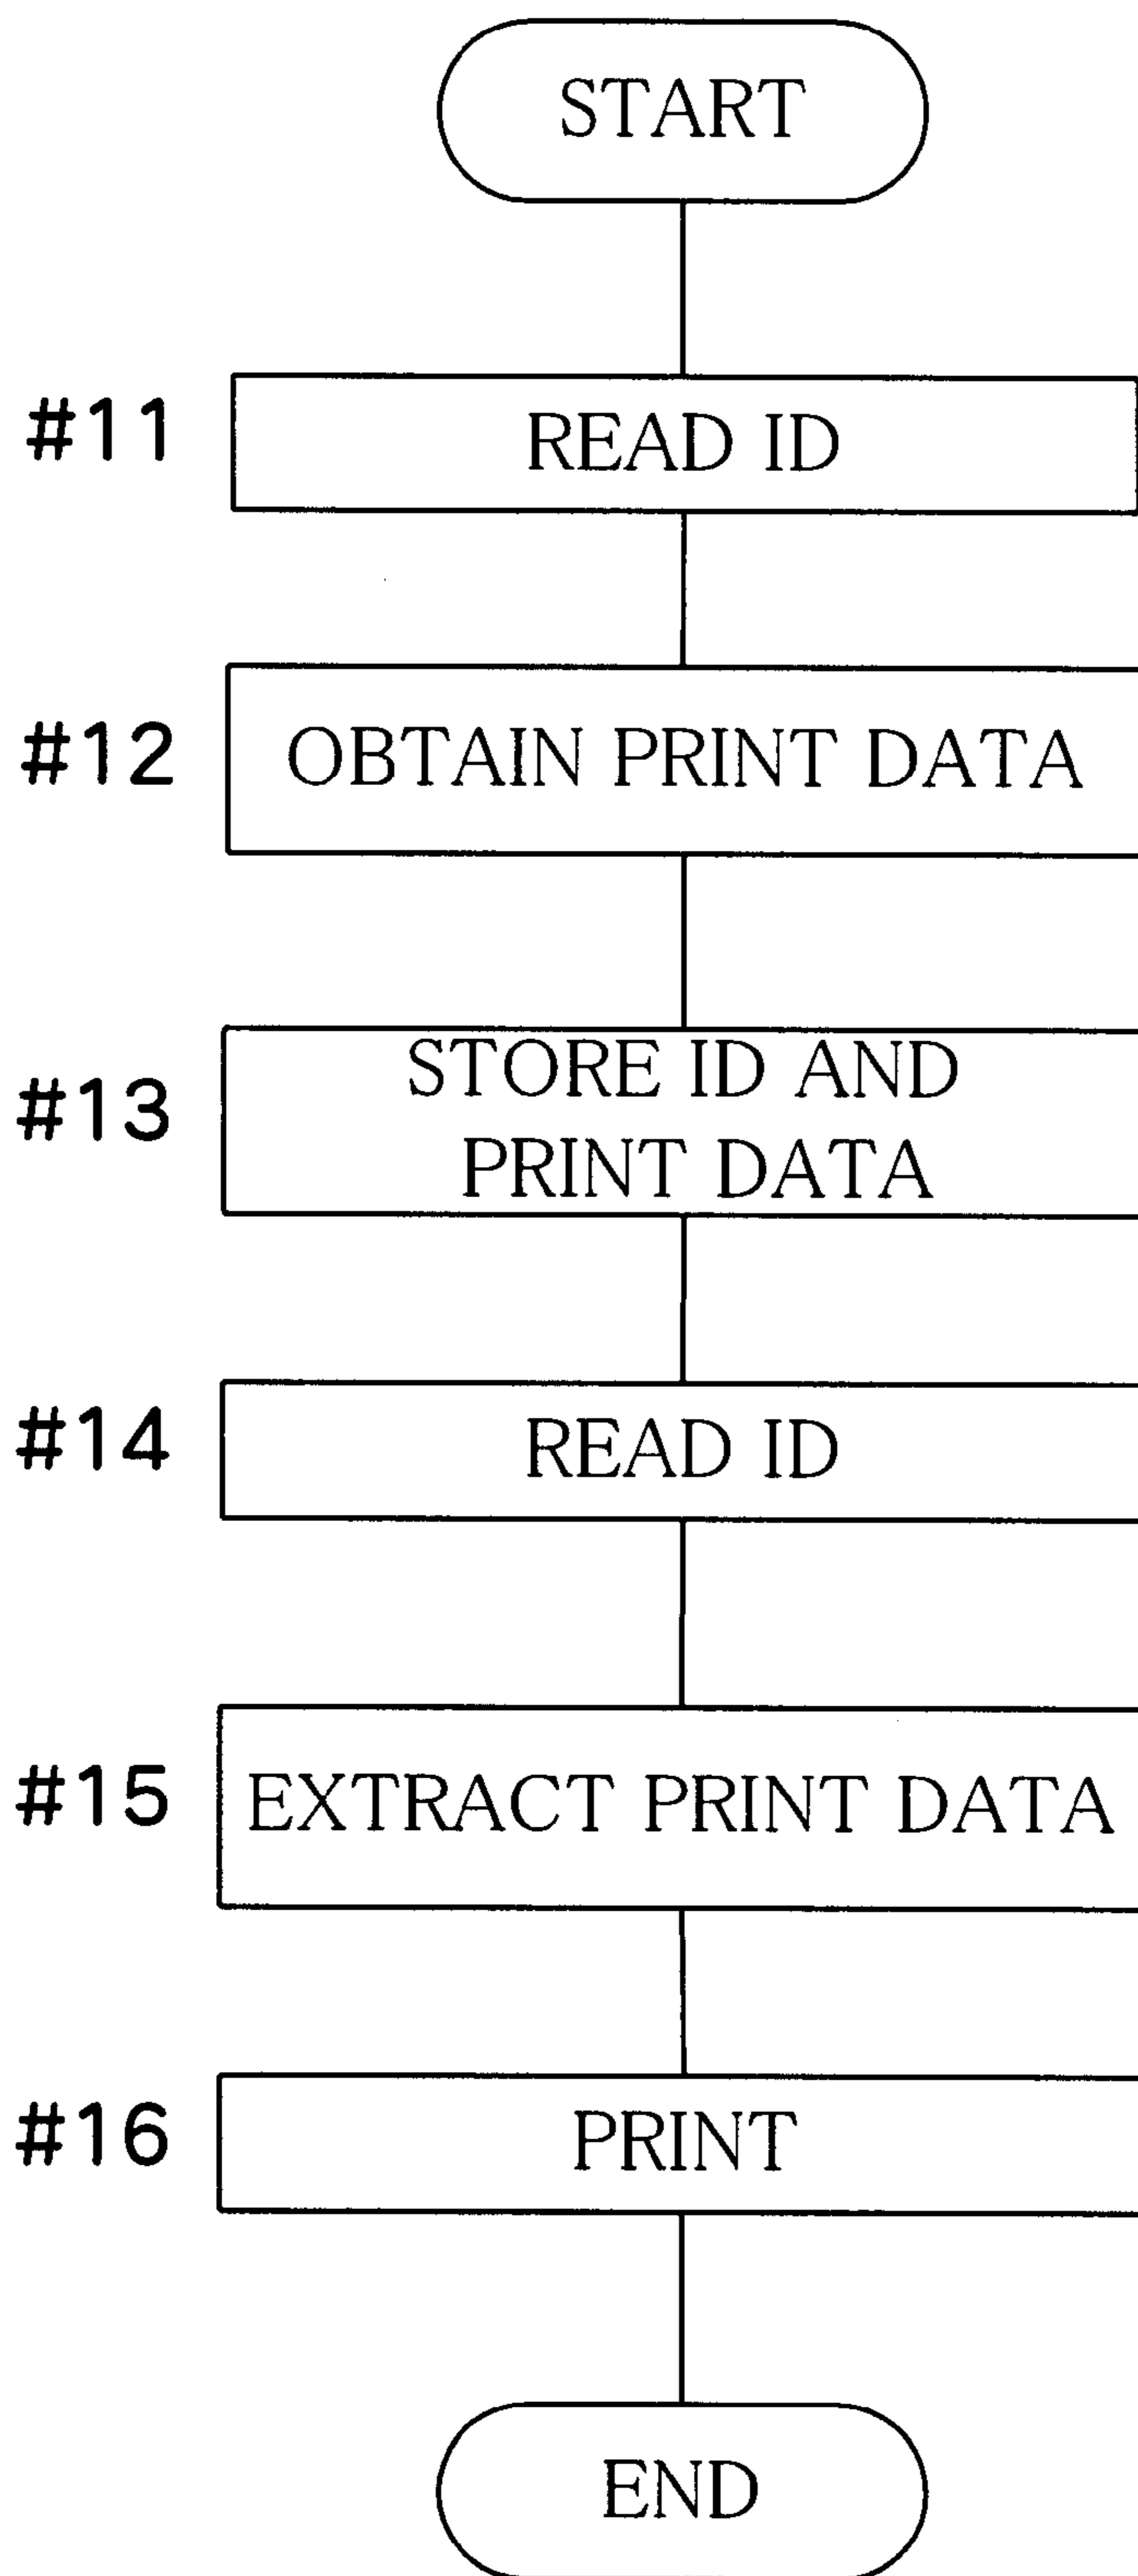 START
#11 READ ID
#12 OBTAIN PRINT DATA
#13 STORE ID AND
PRINT DATA
#14 READ ID
#15 EXTRACT PRINT DATA
#16 PRINT
END